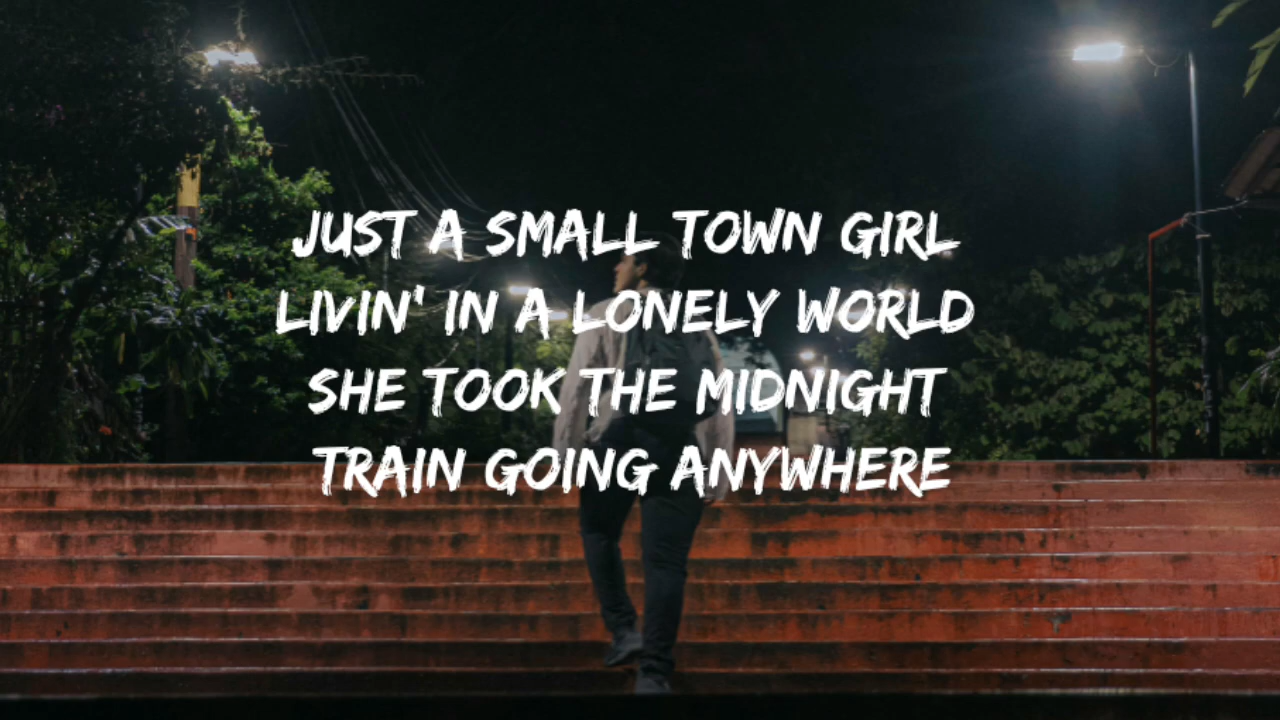 JUST A SMALL TOWN GIRL
LIVIN' IN A LONELY WORLD
SHE TOOK THE MIDNIGHT
TRAIN GOING ANYWHERE